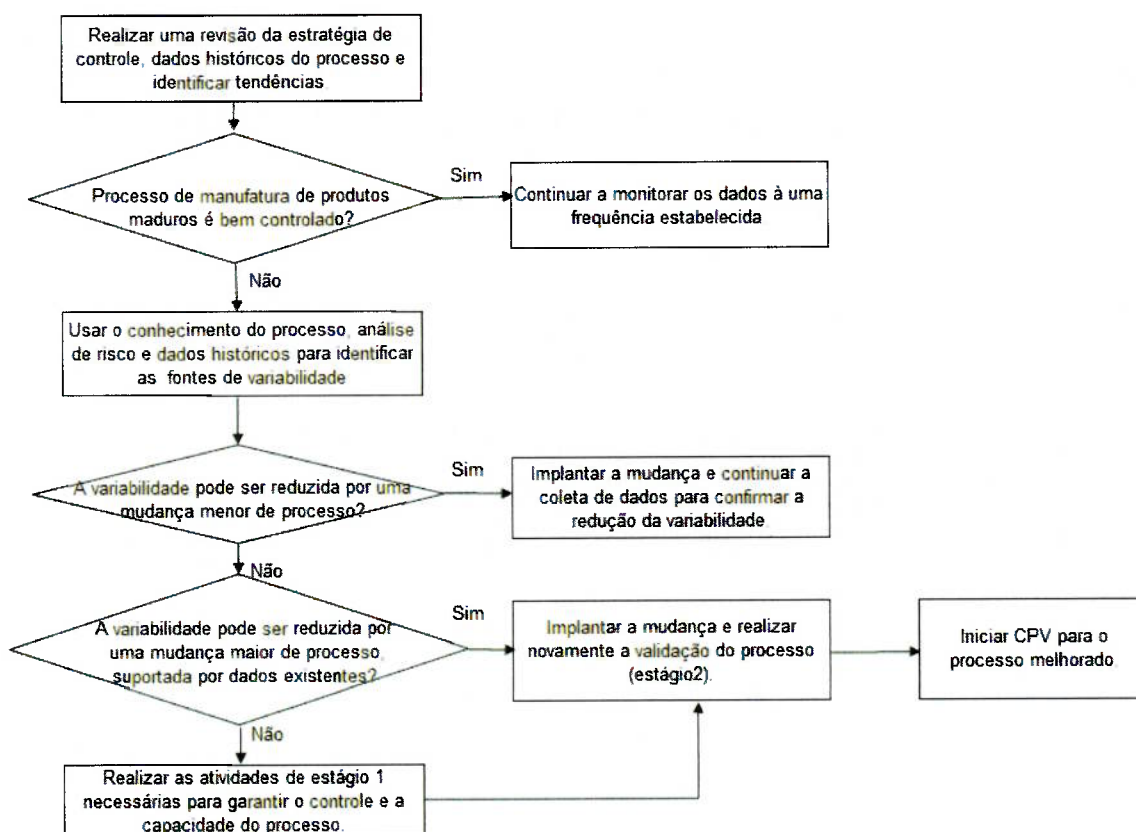 Realizar uma revisão da estratégia de
controle, dados históricos do processo e
identificar tendências.
Processo de manufatura de produtos
maduros é bem controlado?
Sim
Continuar a monitorar os dados à uma
frequência estabelecida
Não
Usar o conhecimento do processo, análise
de risco e dados históricos para identificar
as fontes de variabilidade
A variabilidade pode ser reduzida por uma
mudança menor de processo?
Sim
Implantar a mudança e continuar a
coleta de dados para confirmar a
redução da variabilidade.
Não
A variabilidade pode ser reduzida por
uma mudança maior de processo,
suportada por dados existentes?
Sim
Implantar a mudança e realizar
novamente a validação do processo
(estágio2).
Iniciar CPV para o
processo melhorado.
Não
Realizar as atividades de estágio 1
necessárias para garantir o controle e a
capacidade do processo.